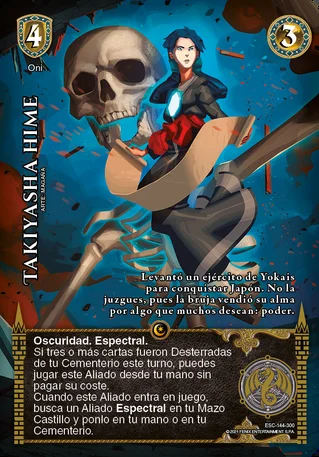 4
3
Oni
TAKIYASHA HIME
ARTE: MAGANIA
Levantó un ejército de Yokais
para conquistar Japón. No la
juzgues, pues la bruja vendió su alma
por algo que muchos desean: poder.
Oscuridad. Espectral.
Si tres o más cartas fueron Desterradas
de tu Cementerio este turno, puedes
jugar este Aliado desde tu mano sin
pagar su coste.
Cuando este Aliado entra en juego,
busca un Aliado Espectral en tu Mazo
Castillo y ponlo en tu mano o en tu
Cementerio.
ESC-144-300
©2021 FENIX ENTERTAINMENT S.P.A.